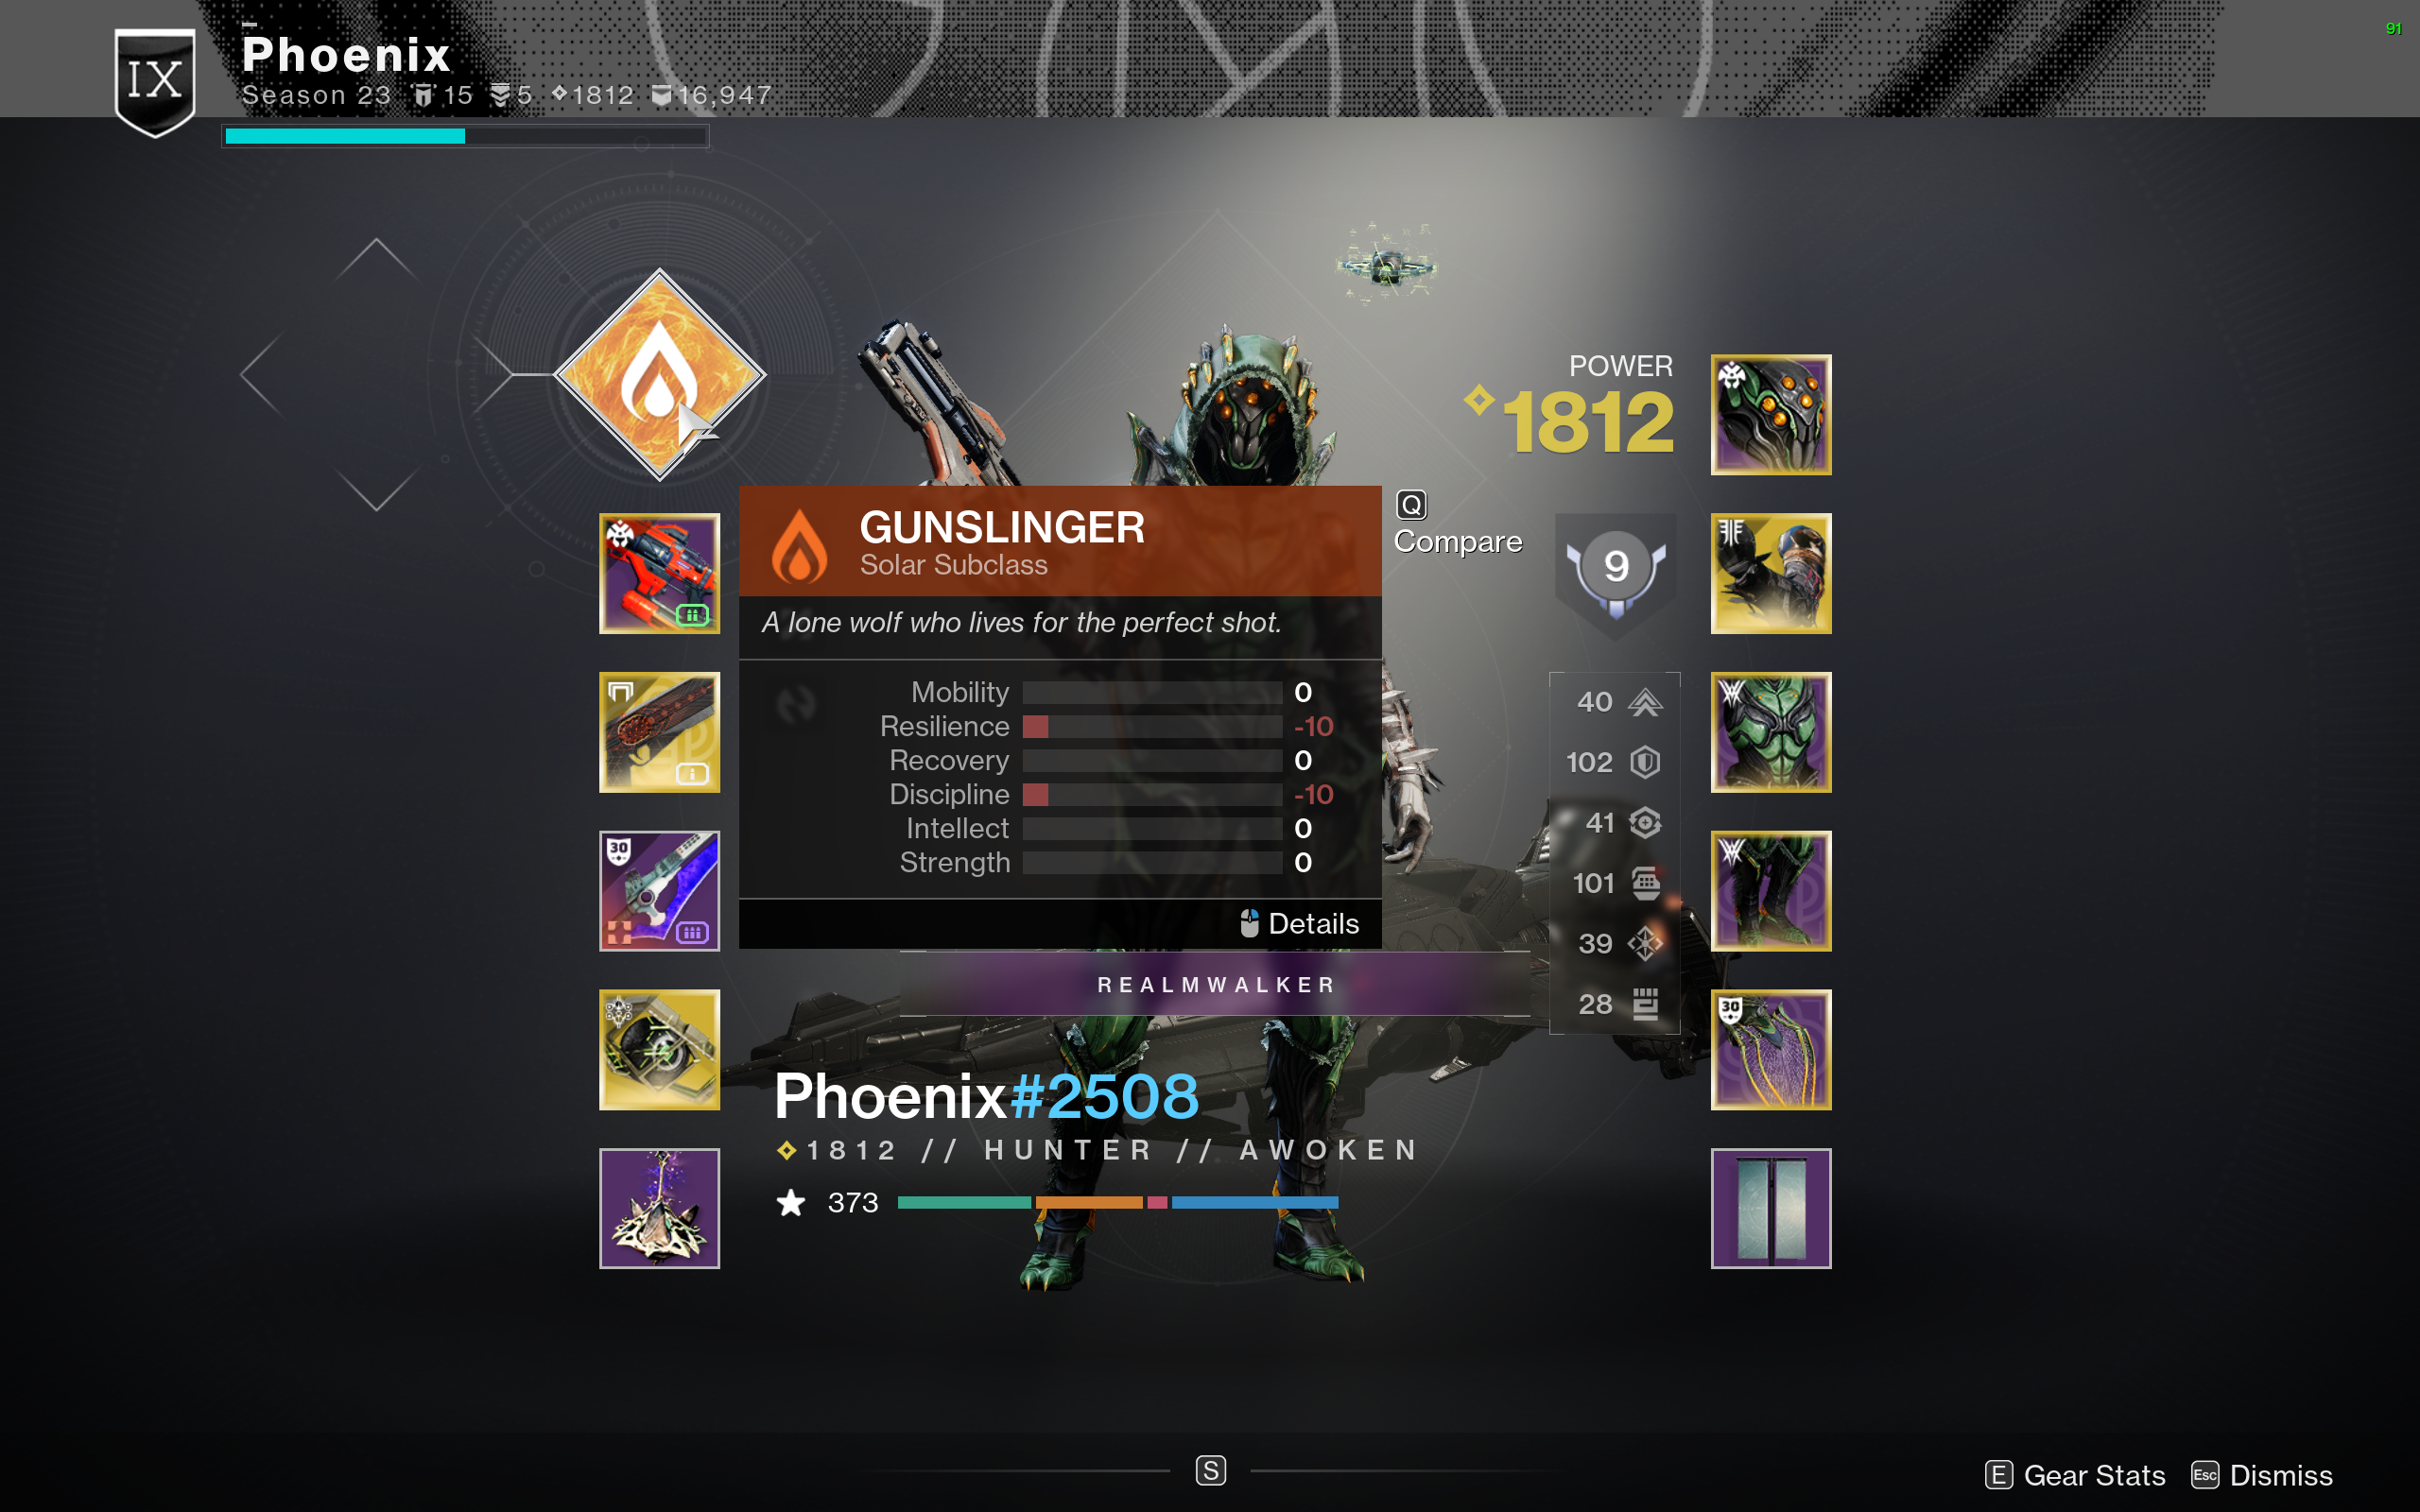 91
IX
Phoenix
Season 23 15 5 1812 16,947
POWER
1812
Q
Compare
GUNSLINGER
Solar Subclass
A lone wolf who lives for the perfect shot.
Mobility 0
Resilience -10
Recovery 0
Discipline -10
Intellect 0
Strength 0
Details
9
40
102
41
101
39
28
30
30
REALMWALKER
Phoenix#2508
1812 // HUNTER // AWOKEN
373
S
E Gear Stats Esc Dismiss